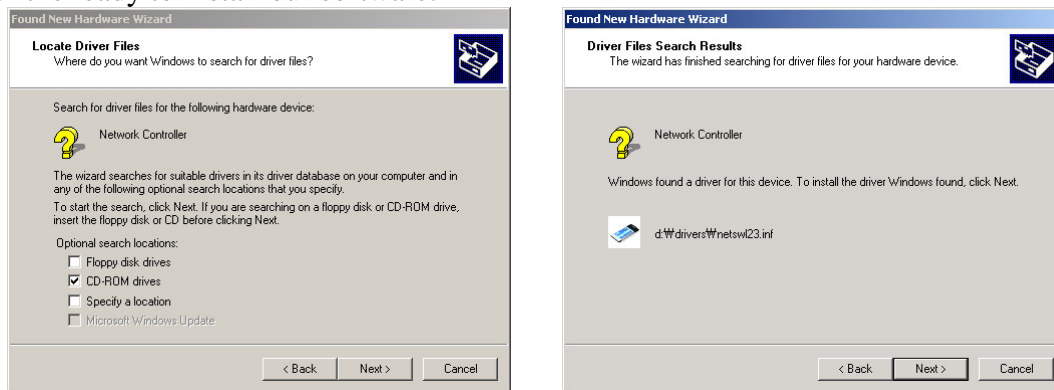 Found New Hardware Wizard
Locate Driver Files
Where do you want Windows to search for driver files?
Search for driver files for the following hardware device:
Network Controller
The wizard searches for suitable drivers in its driver database on your computer and in
any of the following optional search locations that you specify.
To start the search, click Next. If you are searching on a floppy disk or CD-ROM drive,
insert the floppy disk or CD before clicking Next.
Optional search locations:
Floppy disk drives
CD-ROM drives
Specify a location
Microsoft Windows Update
< Back Next > Cancel
Found New Hardware Wizard
Driver Files Search Results
The wizard has finished searching for driver files for your hardware device.
Network Controller
Windows found a driver for this device. To install the driver Windows found, click Next.
d:₩drivers₩netswl23.inf
< Back Next > Cancel